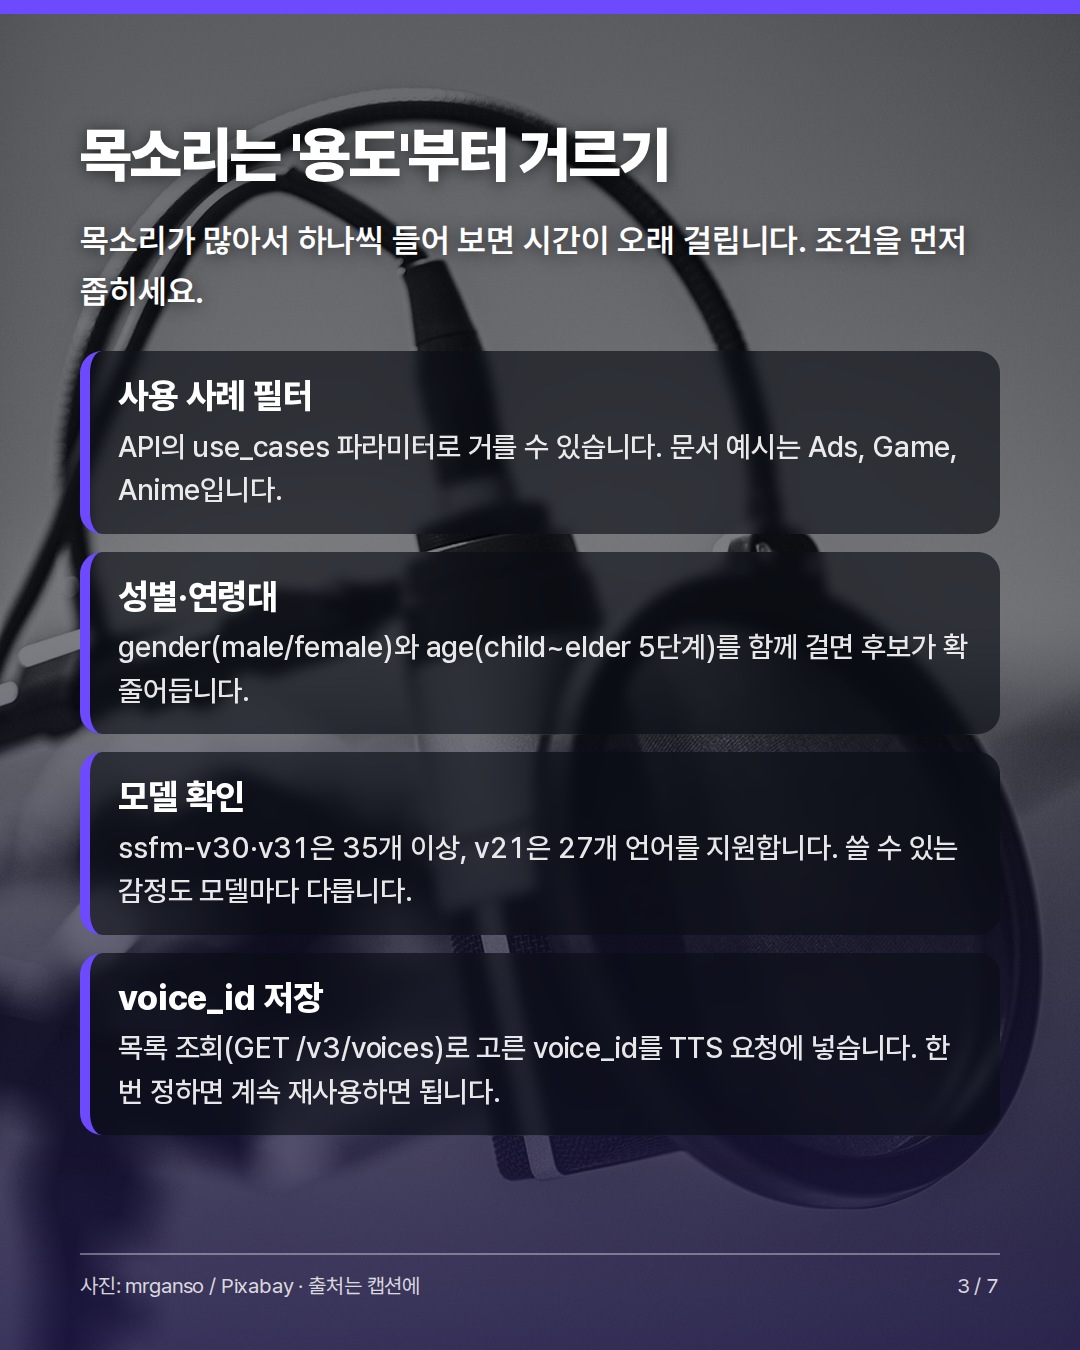 목소리는 '용도'부터 거르기
목소리가 많아서 하나씩 들어 보면 시간이 오래 걸립니다. 조건을 먼저
좁히세요.
사용 사례 필터
API의 use_cases 파라미터로 거를 수 있습니다. 문서 예시는 Ads, Game,
Anime입니다.
성별·연령대
gender(male/female)와 age(child~elder 5단계)를 함께 걸면 후보가 확
줄어듭니다.
모델 확인
ssfm-v30·v31은 35개 이상, v21은 27개 언어를 지원합니다. 쓸 수 있는
감정도 모델마다 다릅니다.
voice_id 저장
목록 조회(GET /v3/voices)로 고른 voice_id를 TTS 요청에 넣습니다. 한
번 정하면 계속 재사용하면 됩니다.
사진: mrganso / Pixabay · 출처는 캡션에
3 / 7